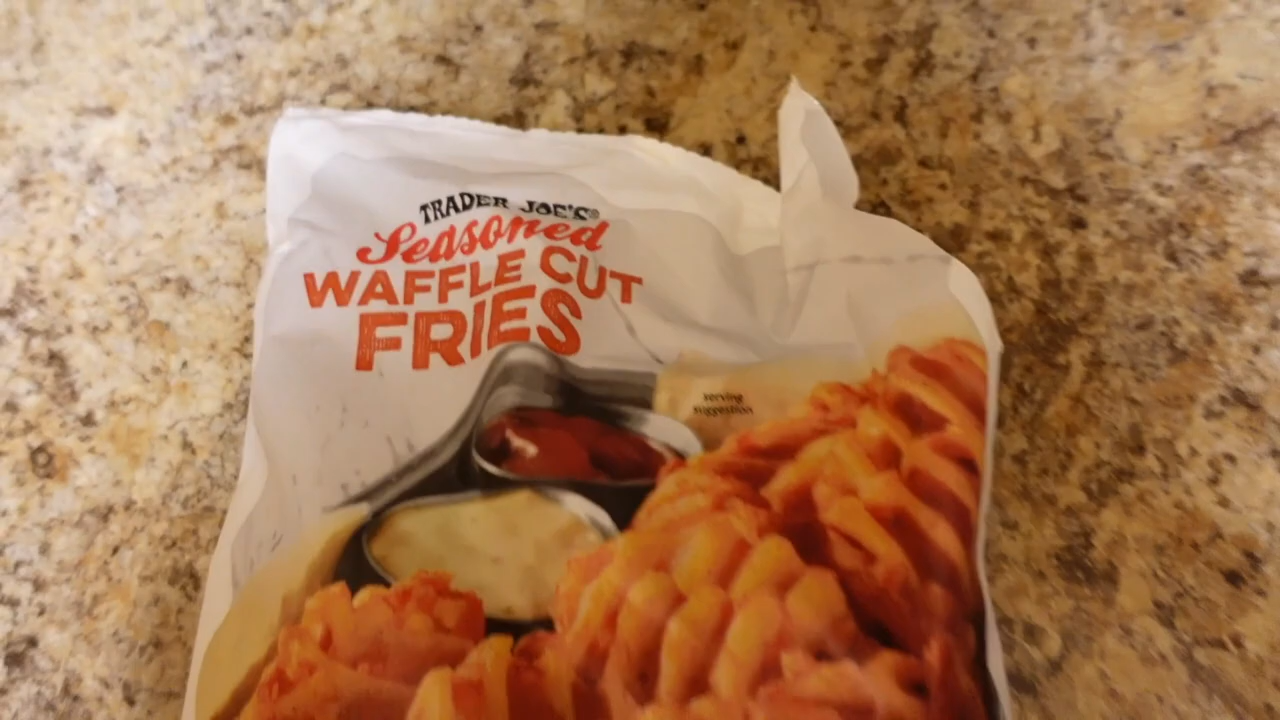 TRADER JOE'S®
Seasoned
WAFFLE CUT
FRIES
serving
suggestion